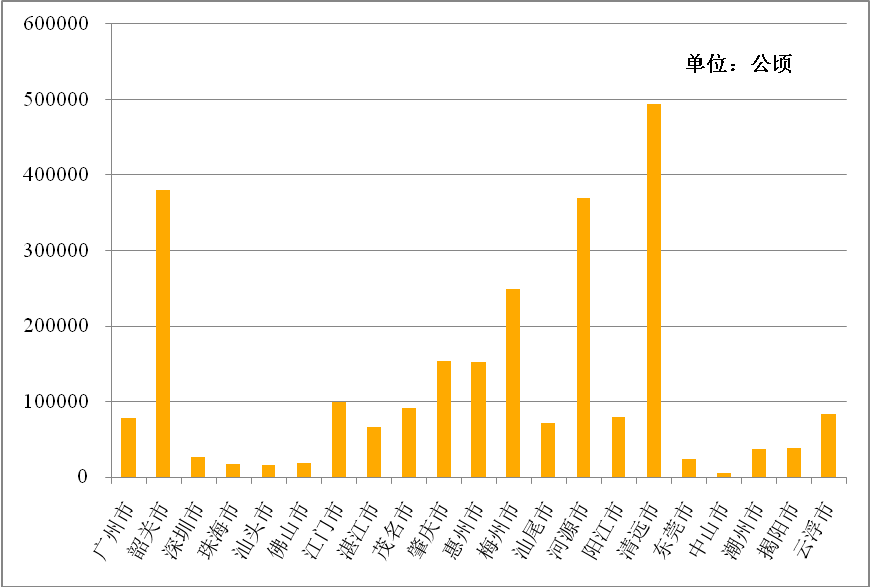 600000
单位：公顷
500000
400000
300000
200000
100000
0
广州市
韶关市
深圳市
珠海市
汕头市
佛山市
江门市
湛江市
茂名市
肇庆市
惠州市
梅州市
汕尾市
河源市
阳江市
清远市
东莞市
中山市
潮州市
揭阳市
云浮市